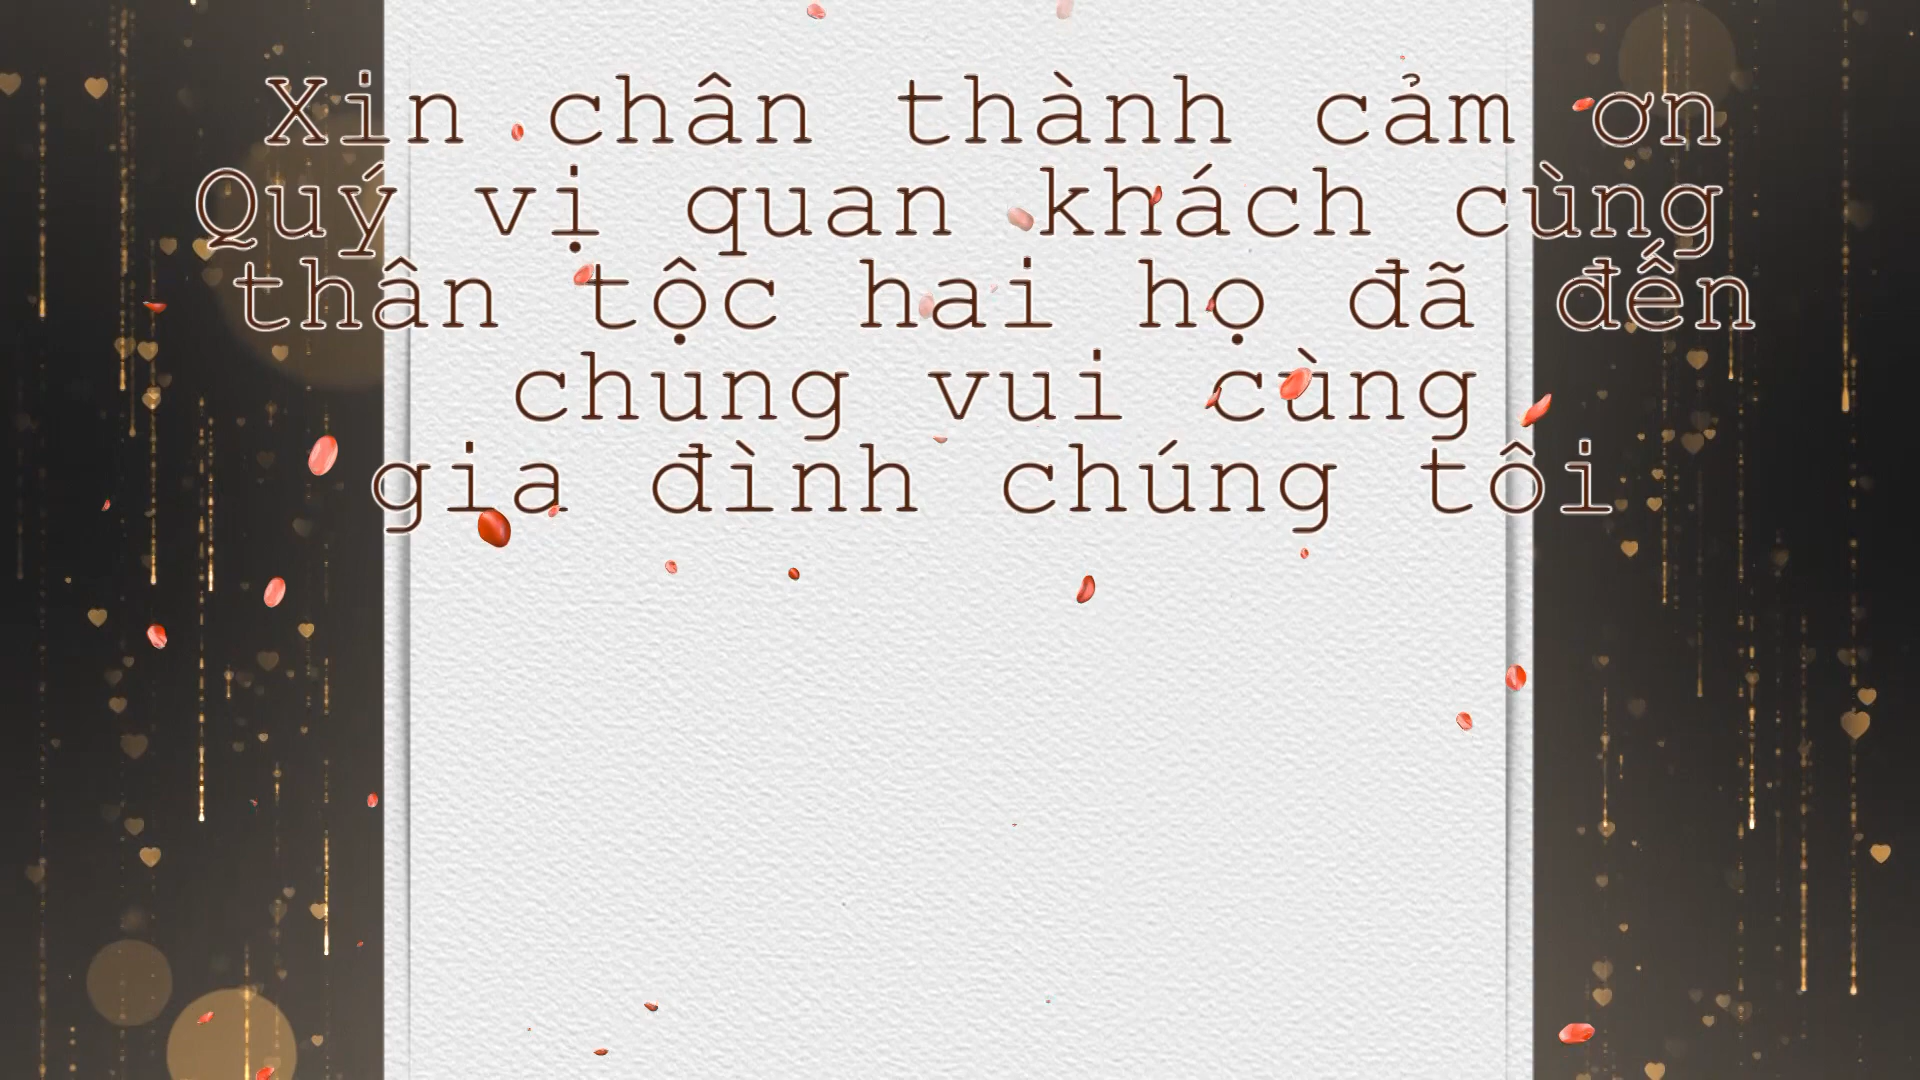 Xin chân thành cảm ơn
Quý vị quan khách cùng
thân tộc hai họ đã đến
chung vui cùng
gia đình chúng tôi